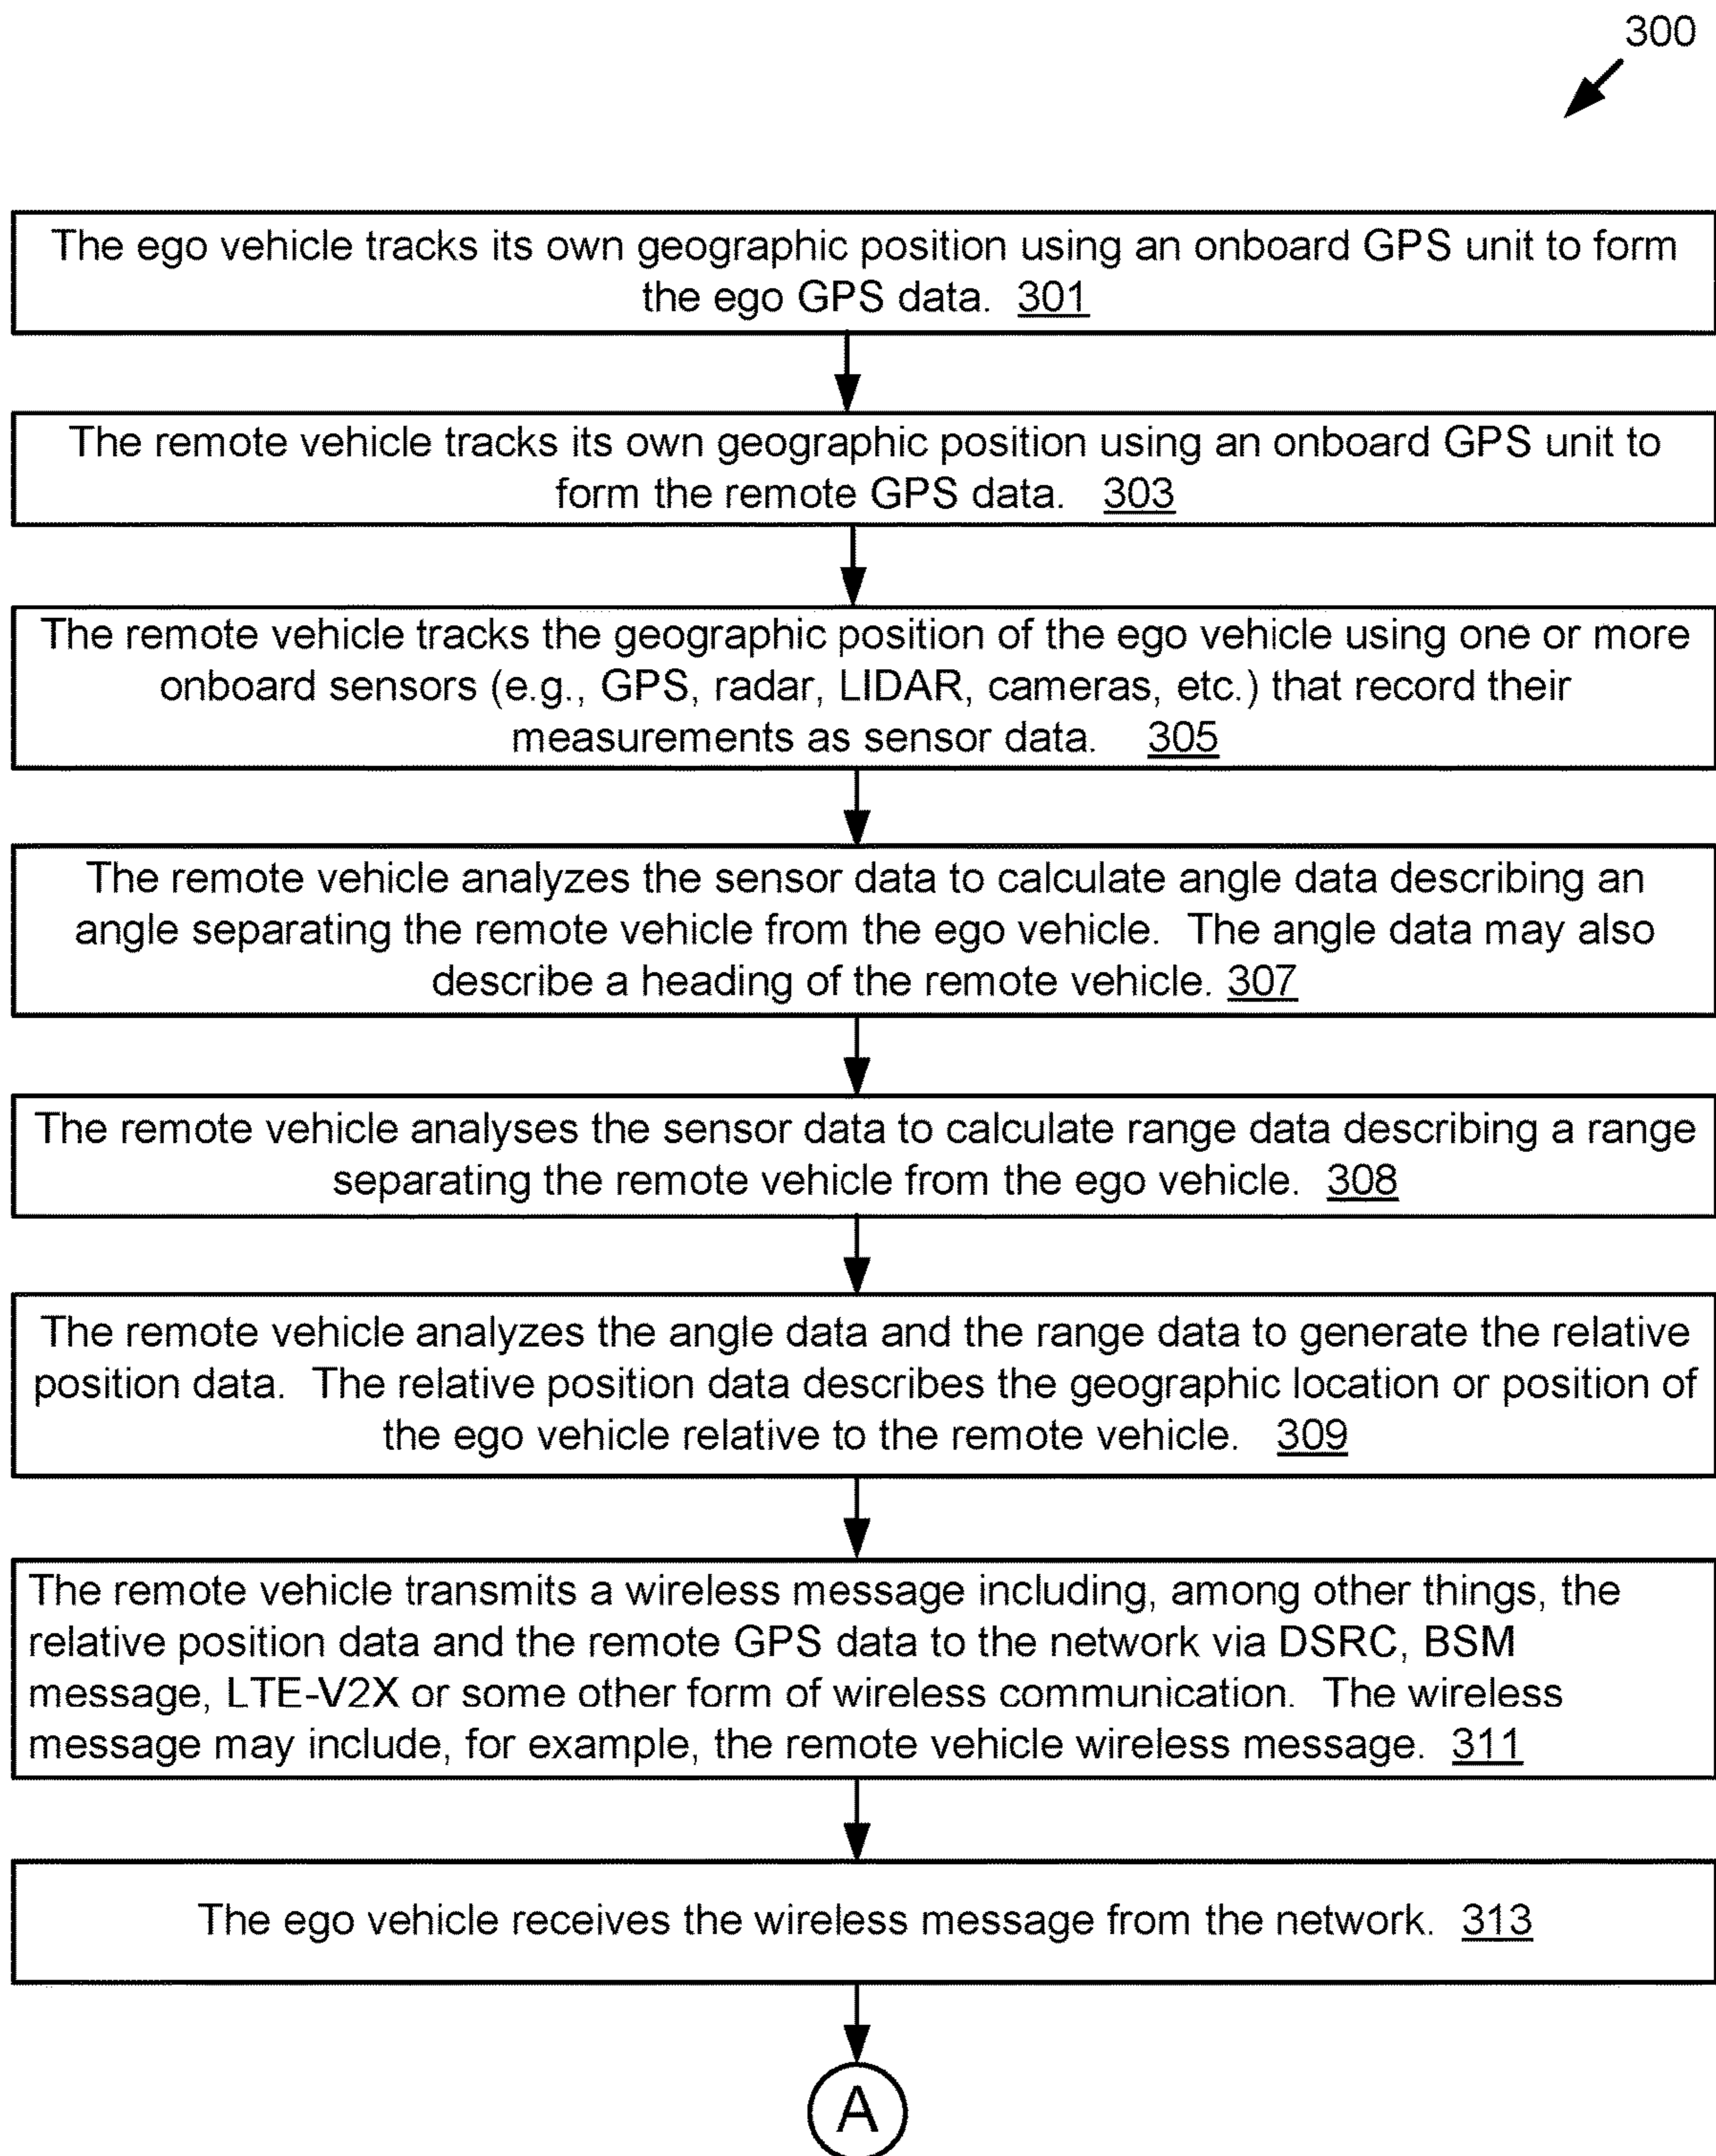 300
The ego vehicle tracks its own geographic position using an onboard GPS unit to form
the ego GPS data. 301
The remote vehicle tracks its own geographic position using an onboard GPS unit to
form the remote GPS data. 303
The remote vehicle tracks the geographic position of the ego vehicle using one or more
onboard sensors (e.g., GPS, radar, LIDAR, cameras, etc.) that record their
measurements as sensor data. 305
The remote vehicle analyzes the sensor data to calculate angle data describing an
angle separating the remote vehicle from the ego vehicle. The angle data may also
describe a heading of the remote vehicle. 307
The remote vehicle analyses the sensor data to calculate range data describing a range
separating the remote vehicle from the ego vehicle. 308
The remote vehicle analyzes the angle data and the range data to generate the relative
position data. The relative position data describes the geographic location or position of
the ego vehicle relative to the remote vehicle. 309
The remote vehicle transmits a wireless message including, among other things, the
relative position data and the remote GPS data to the network via DSRC, BSM
message, LTE-V2X or some other form of wireless communication. The wireless
message may include, for example, the remote vehicle wireless message. 311
The ego vehicle receives the wireless message from the network. 313
A